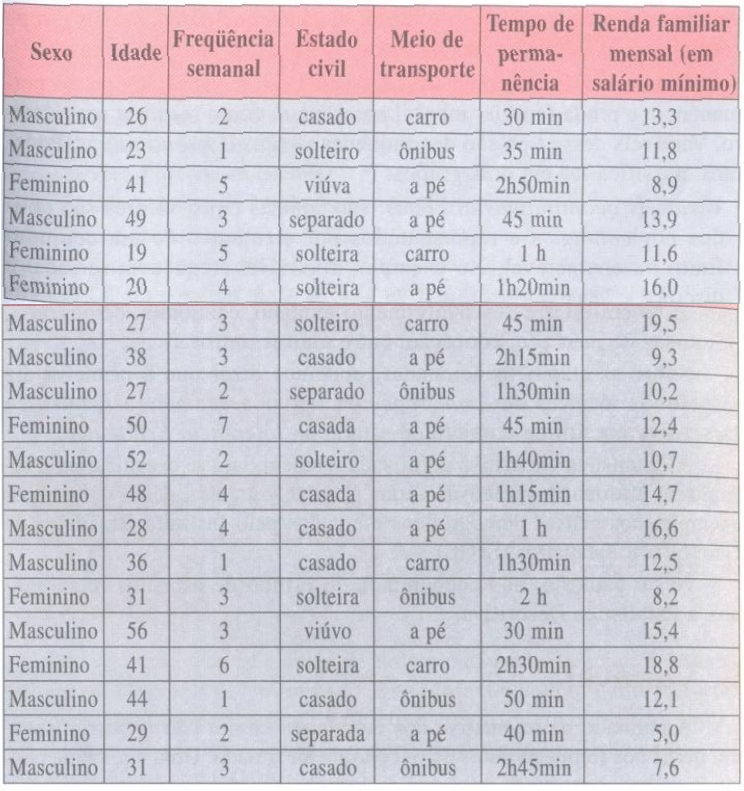 Sexo Idade Freqüência semanal Estado civil Meio de transporte Tempo de perma-nência Renda familiar mensal (em salário mínimo)
Masculino 26 2 casado carro 30 min 13,3
Masculino 23 1 solteiro ônibus 35 min 11,8
Feminino 41 5 viúva a pé 2h50min 8,9
Masculino 49 3 separado a pé 45 min 13,9
Feminino 19 5 solteira carro 1 h 11,6
Feminino 20 4 solteira a pé 1h20min 16,0
Masculino 27 3 solteiro carro 45 min 19,5
Masculino 38 3 casado a pé 2h15min 9,3
Masculino 27 2 separado ônibus 1h30min 10,2
Feminino 50 7 casada a pé 45 min 12,4
Masculino 52 2 solteiro a pé 1h40min 10,7
Feminino 48 4 casada a pé 1h15min 14,7
Masculino 28 4 casado a pé 1 h 16,6
Masculino 36 1 casado carro 1h30min 12,5
Feminino 31 3 solteira ônibus 2 h 8,2
Masculino 56 3 viúvo a pé 30 min 15,4
Feminino 41 6 solteira carro 2h30min 18,8
Masculino 44 1 casado ônibus 50 min 12,1
Feminino 29 2 separada a pé 40 min 5,0
Masculino 31 3 casado ônibus 2h45min 7,6